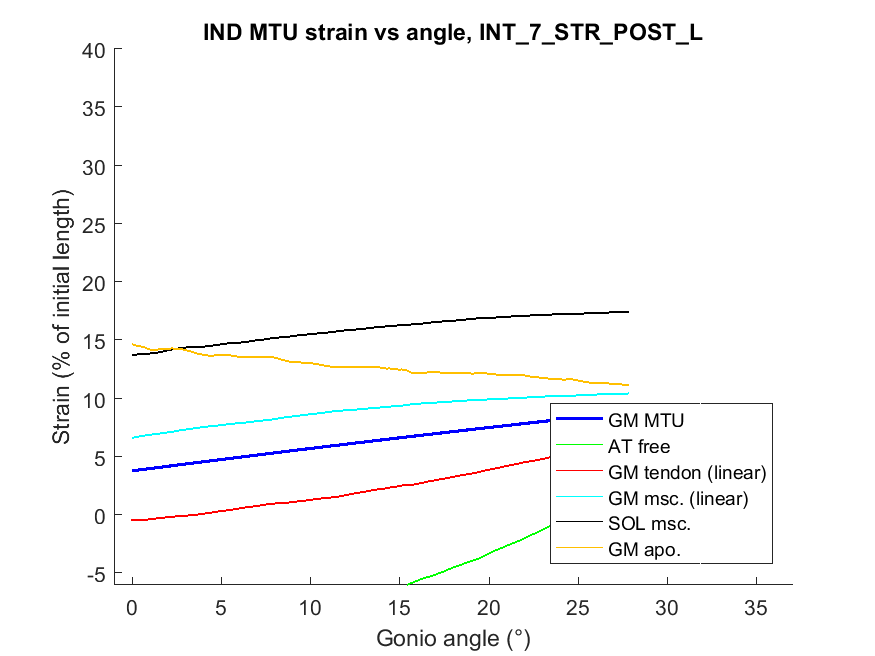 IND MTU strain vs angle, INT_7_STR_POST_L
40
35
30
25
20
15
10
5
0
-5
Strain (% of initial length)
GM MTU
AT free
GM tendon (linear)
GM msc. (linear)
SOL msc.
GM apo.
0 5 10 15 20 25 30 35
Gonio angle (°)